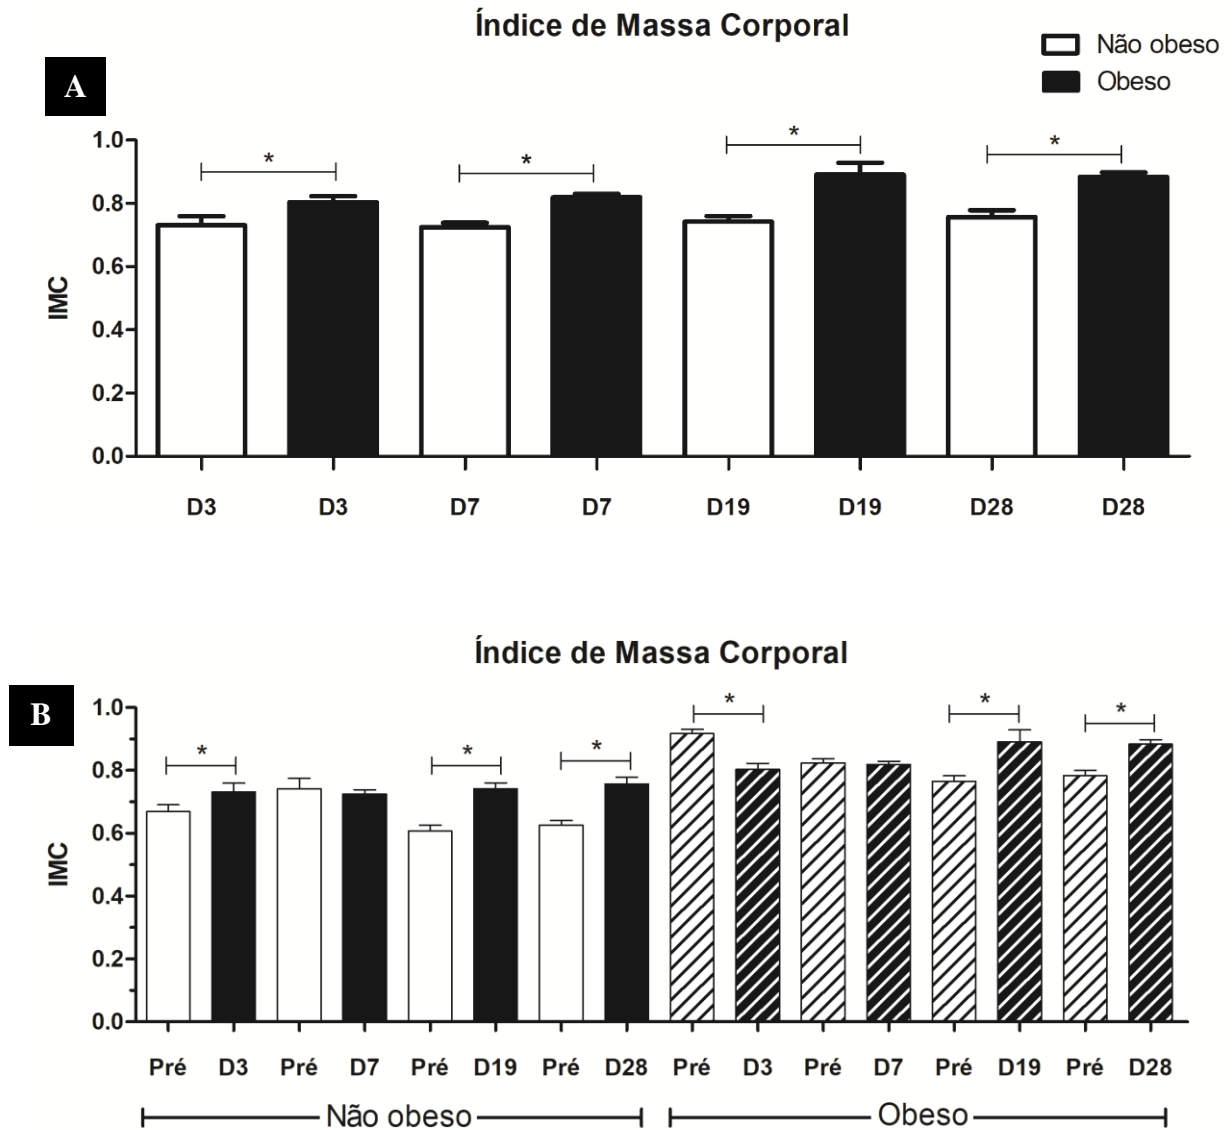 Índice de Massa Corporal
Não obeso
Obeso
A
*
*
*
*
1.0
0.8
0.6
0.4
0.2
0.0
IMC
D3 D3 D7 D7 D19 D19 D28 D28
Índice de Massa Corporal
B
*
*
*
*
*
*
1.0
0.8
0.6
0.4
0.2
0.0
IMC
Pré D3 Pré D7 Pré D19 Pré D28 Pré D3 Pré D7 Pré D19 Pré D28
Não obeso Obeso